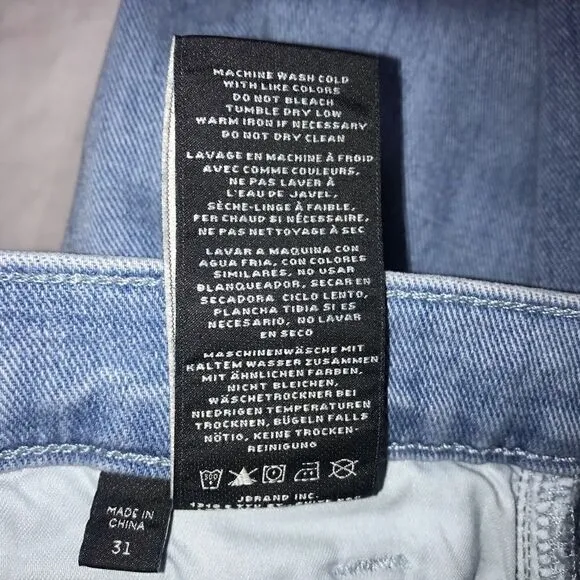 MACHINE WASH COLD
WITH LIKE COLORS
DO NOT BLEACH
TUMBLE DRY LOW
WARM IRON IF NECESSARY
DO NOT DRY CLEAN
LAVAGE EN MACHINE À FROID
AVEC COMME COULEURS,
NE PAS LAVER À
L'EAU DE JAVEL,
SÈCHE-LINGE À FAIBLE,
FER CHAUD SI NÉCESSAIRE,
NE PAS NETTOYAGE À SEC
LAVAR A MAQUINA CON
AGUA FRIA, CON COLORES
SIMILARES, NO USAR
BLANQUEADOR, SECAR EN
SECADORA CICLO LENTO,
PLANCHA TIBIA SI ES
NECESARIO, NO LAVAR
EN SECO
MASCHINENWÄSCHE MIT
KALTEM WASSER ZUSAMMEN
MIT ÄHNLICHEN FARBEN.
NICHT BLEICHEN,
WÄSCHETROCKNER BEI
NIEDRIGEN TEMPERATUREN
TROCKNEN, BÜGELN FALLS
NÖTIG, KEINE TROCKEN-
REINIGUNG
JBRAND INC.
MADE IN
CHINA
31